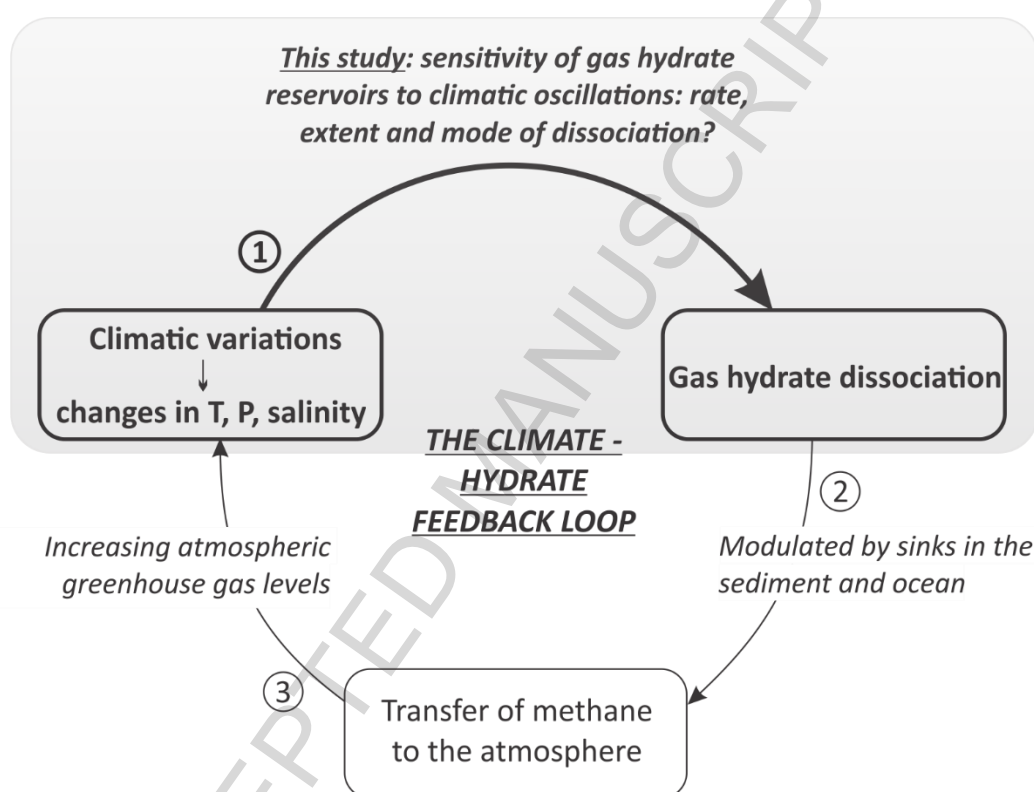 This study: sensitivity of gas hydrate
reservoirs to climatic oscillations: rate,
extent and mode of dissociation?
1
Climatic variations
↓
changes in T, P, salinity
Gas hydrate dissociation
THE CLIMATE -
HYDRATE
FEEDBACK LOOP
2
Increasing atmospheric
greenhouse gas levels
Modulated by sinks in the
sediment and ocean
3
Transfer of methane
to the atmosphere
EPTED MANUSCRIP